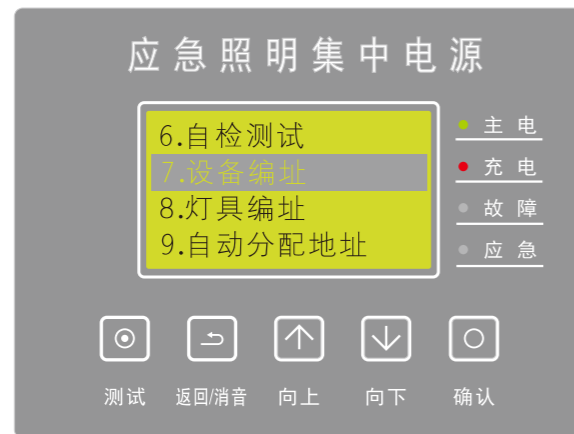 应急照明集中电源
6.自检测试
7.设备编址
8.灯具编址
9.自动分配地址
主电
充电
故障
应急
测试 返回/消音 向上 向下 确认